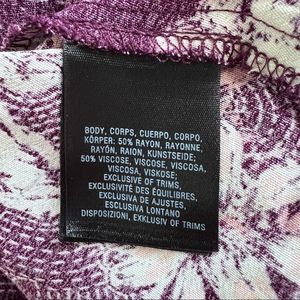 BODY, CORPS, CUERPO, CORPO,
KÖRPER: 50% RAYON, RAYONNE,
RAYÓN, RAION, KUNSTSEIDE;
50% VISCOSE, VISCOSE, VISCOSA,
VISCOSA, VISKOSE;
EXCLUSIVE OF TRIMS,
EXCLUSIVITÉ DES ÉQUILIBRES,
EXCLUSIVA DE AJUSTES,
ESCLUSIVA LONTANO
DISPOSIZIONI, EXKLUSIV OF TRIMS